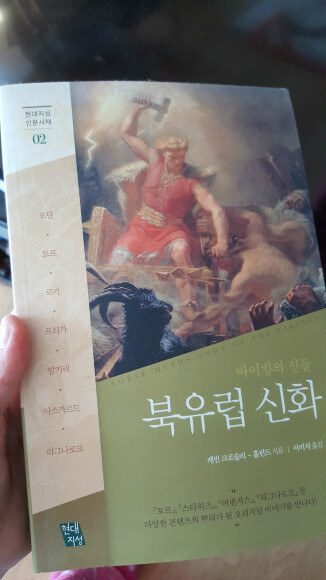 현대지성
인문서재
02
오딘
토르
로키
프리가
발키리
아스가르드
라그나로크
바이킹의 신들
NORSE MYTHS: GODS OF THE VIKINGS
북유럽 신화
케빈 크로슬리-홀런드 지음 | 서미석 옮김
"
「토르」, 「스타워즈」, 「어벤저스」, 「라그나로크」 등
다양한 콘텐츠의 뿌리가 된 오리지널 이야기를 만나다!
"
현대
지성